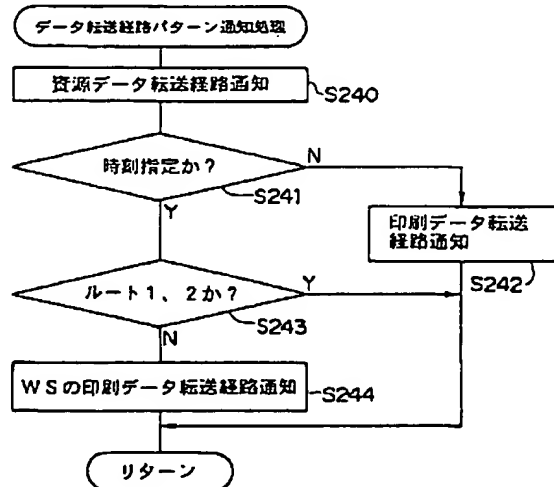 データ転送経路パターン通知処理
資源データ転送経路通知
S240
時刻指定か?
N
S241
Y
印刷データ転送
経路通知
S242
ルート1、2か?
Y
S243
N
WSの印刷データ転送経路通知
S244
リターン